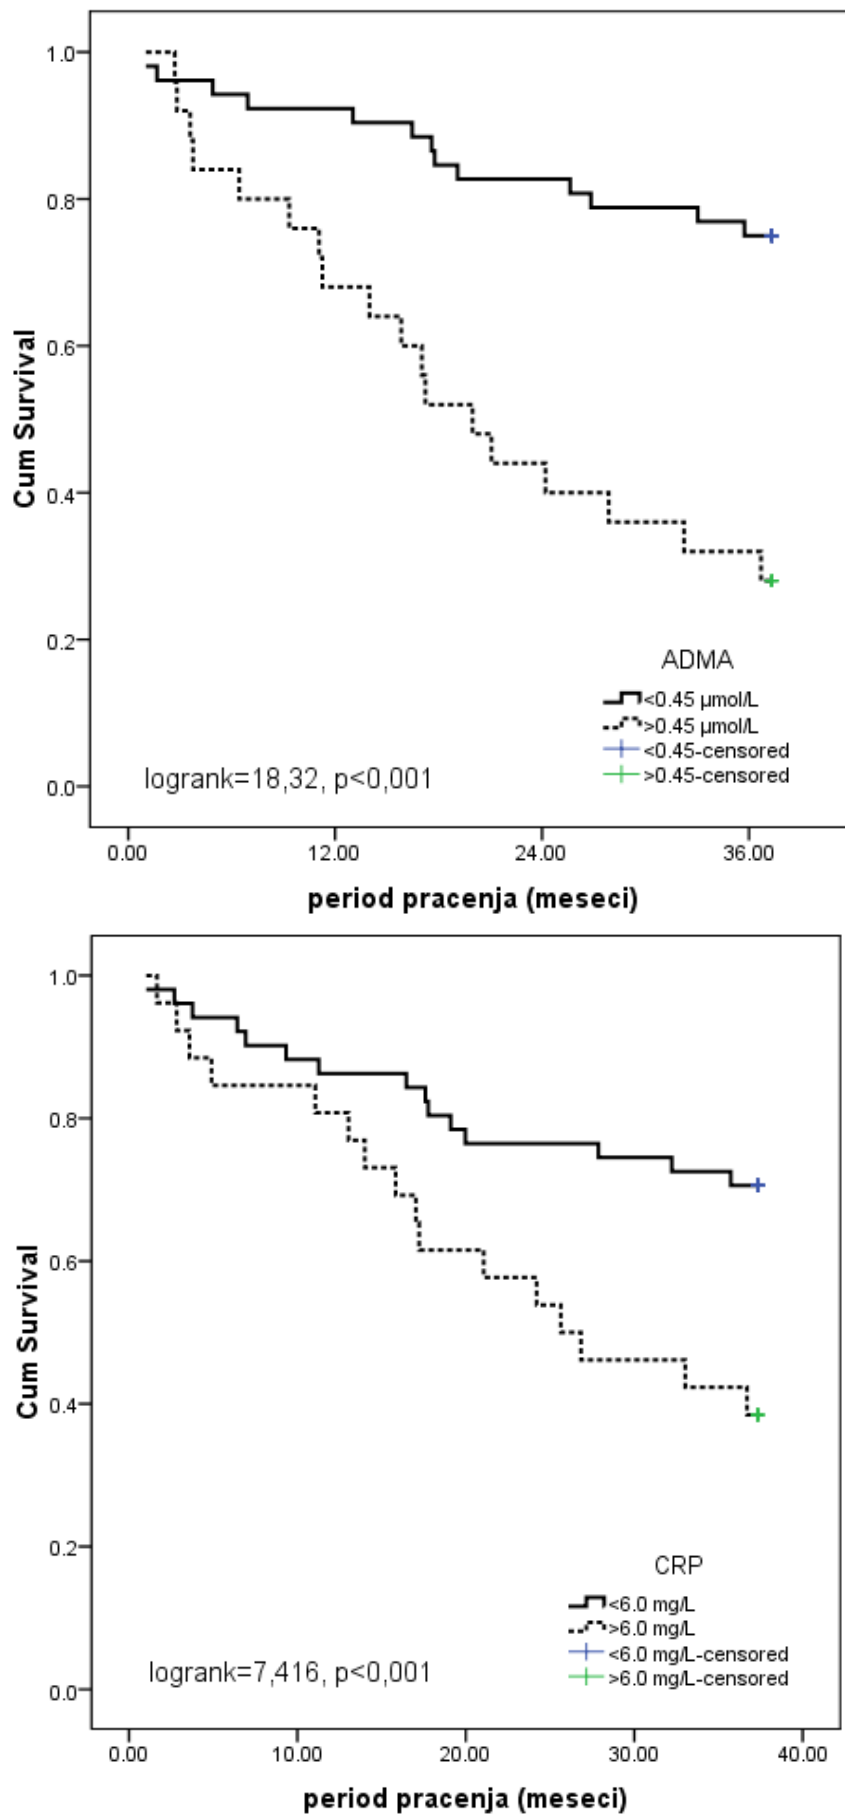 1.0
0.8
0.6
0.4
0.2
0.0
Cum Survival
ADMA
<0.45 µmol/L
>0.45 µmol/L
<0.45-censored
>0.45-censored
logrank=18,32, p<0,001
0.00 12.00 24.00 36.00
period pracenja (meseci)
1.0
0.8
0.6
0.4
0.2
0.0
Cum Survival
CRP
<6.0 mg/L
>6.0 mg/L
<6.0 mg/L-censored
>6.0 mg/L-censored
logrank=7,416, p<0,001
0.00 10.00 20.00 30.00 40.00
period pracenja (meseci)